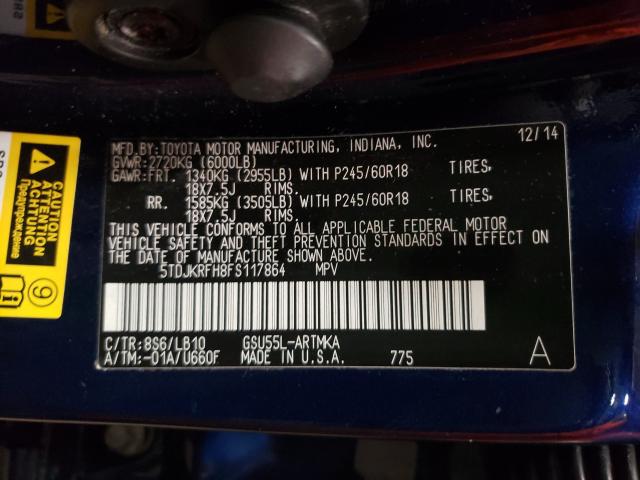 MFD.BY:TOYOTA MOTOR MANUFACTURING, INDIANA, INC. 12/14
GVWR:2720KG (6000LB)
GAWR:FRT. 1340KG (2955LB) WITH P245/60R18 TIRES,
18X7.5J RIMS.
RR. 1585KG (3505LB) WITH P245/60R18 TIRES,
18X7.5J RIMS.
THIS VEHICLE CONFORMS TO ALL APPLICABLE FEDERAL MOTOR
VEHICLE SAFETY AND THEFT PREVENTION STANDARDS IN EFFECT ON
THE DATE OF MANUFACTURE SHOWN ABOVE.
5TDJKRFH8FS117864 MPV
C/TR:8S6/LB10 GSU55L-ARTMKA
A/TM:-01A/U660F MADE IN U.S.A. 775 A
CAUTION
ATTENTION
ACHTUNG
Предупреждение
9
SRS